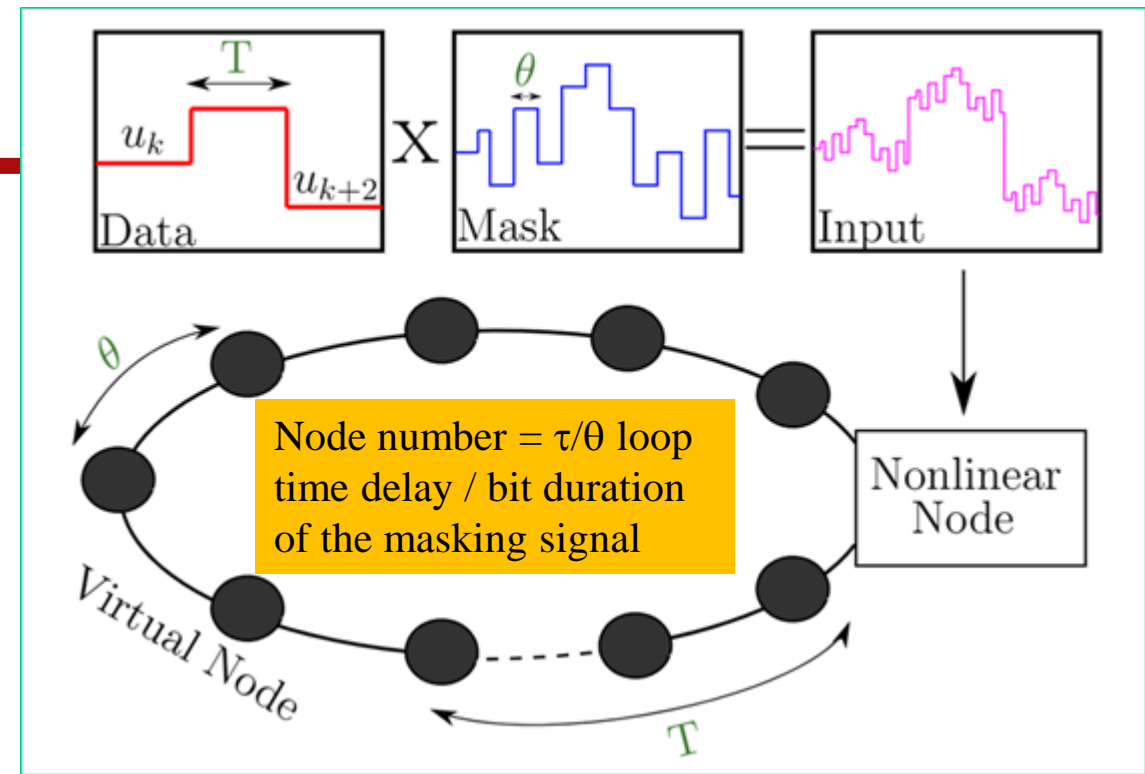 T
u_k
u_{k+2}
Data
X
θ
Mask
=
Input
θ
Node number = τ/θ loop
time delay / bit duration
of the masking signal
Nonlinear
Node
Virtual Node
T